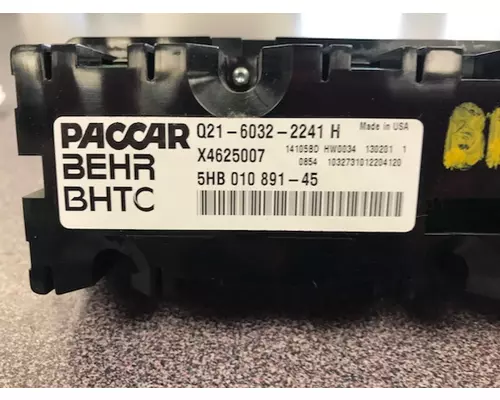 PACCAR
BEHR
BHTC
Q21-6032-2241 H
Made in USA
X4625007
14105BD HW0034 130201 1
0854 1032731012204120
5HB 010 891-45